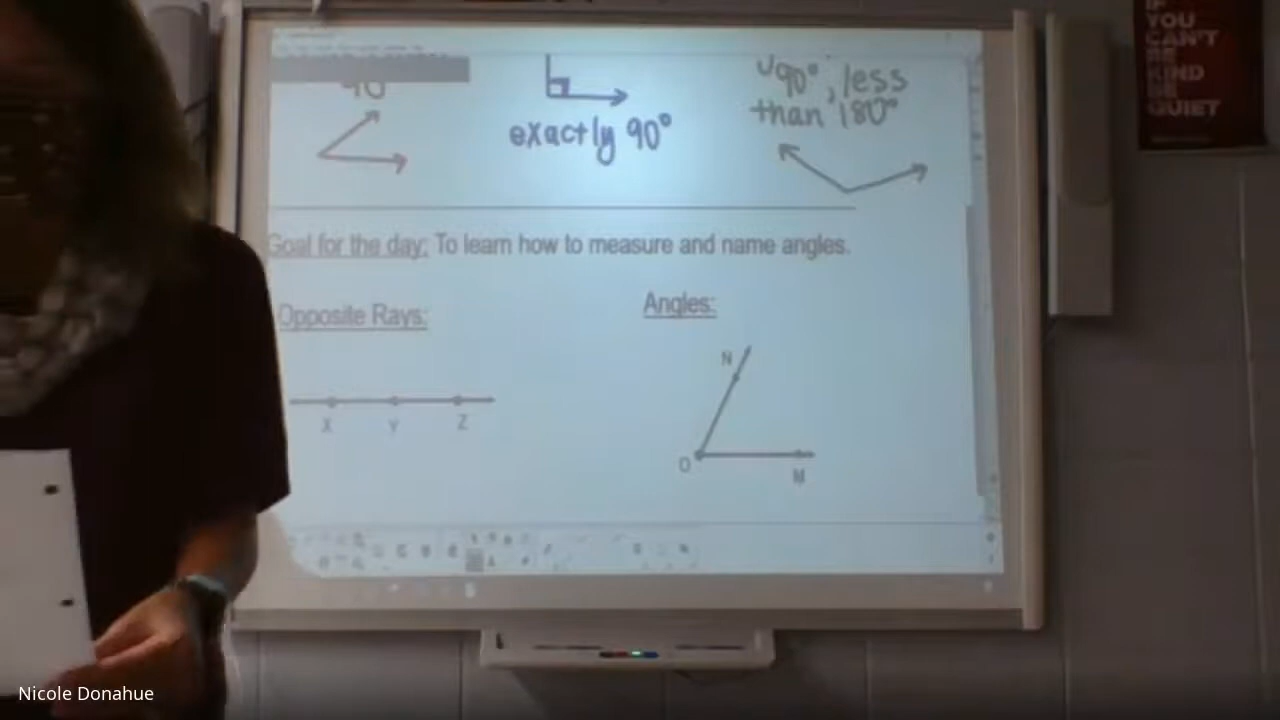 IF
YOU
CAN'T
BE
KIND
BE
QUIET
90°
exactly 90°
90°; less
than 180°
Goal for the day: To learn how to measure and name angles.
Opposite Rays:
Angles:
N
X Y Z
O
M
Nicole Donahue